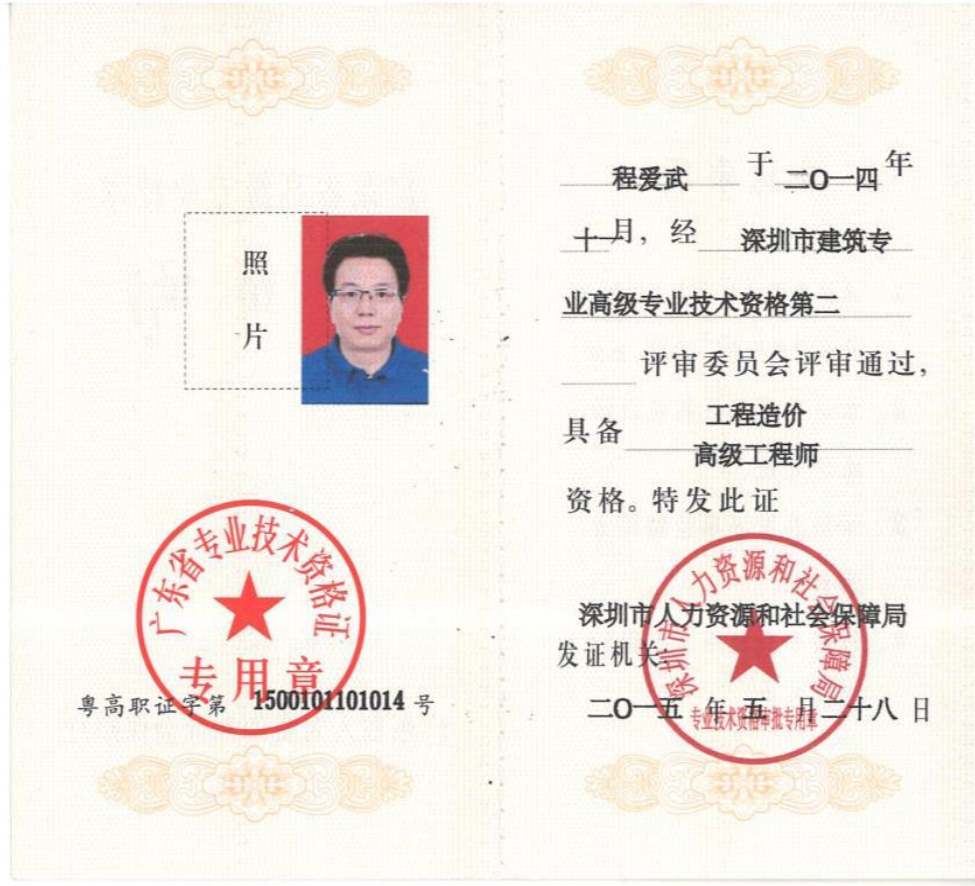 照
片
广东省专业技术资格证
专用章
粤高职证字第 1500101101014 号
程爱武 于 二O一四 年
十一月，经 深圳市建筑专
业高级专业技术资格第二
评审委员会评审通过，
具备 工程造价
高级工程师
资格。特发此证
深圳市人力资源和社会保障局
深圳市人力资源和社会保障局
发证机关
二O一五 年 五 月二十八 日
专业技术资格审批专用章